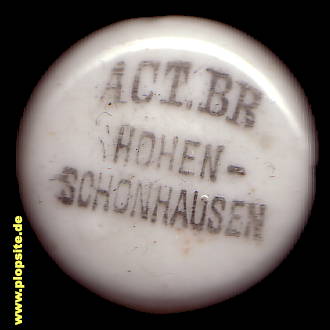 ACT.BR
HOHEN-
SCHÖNHAUSEN
www.plopsite.de